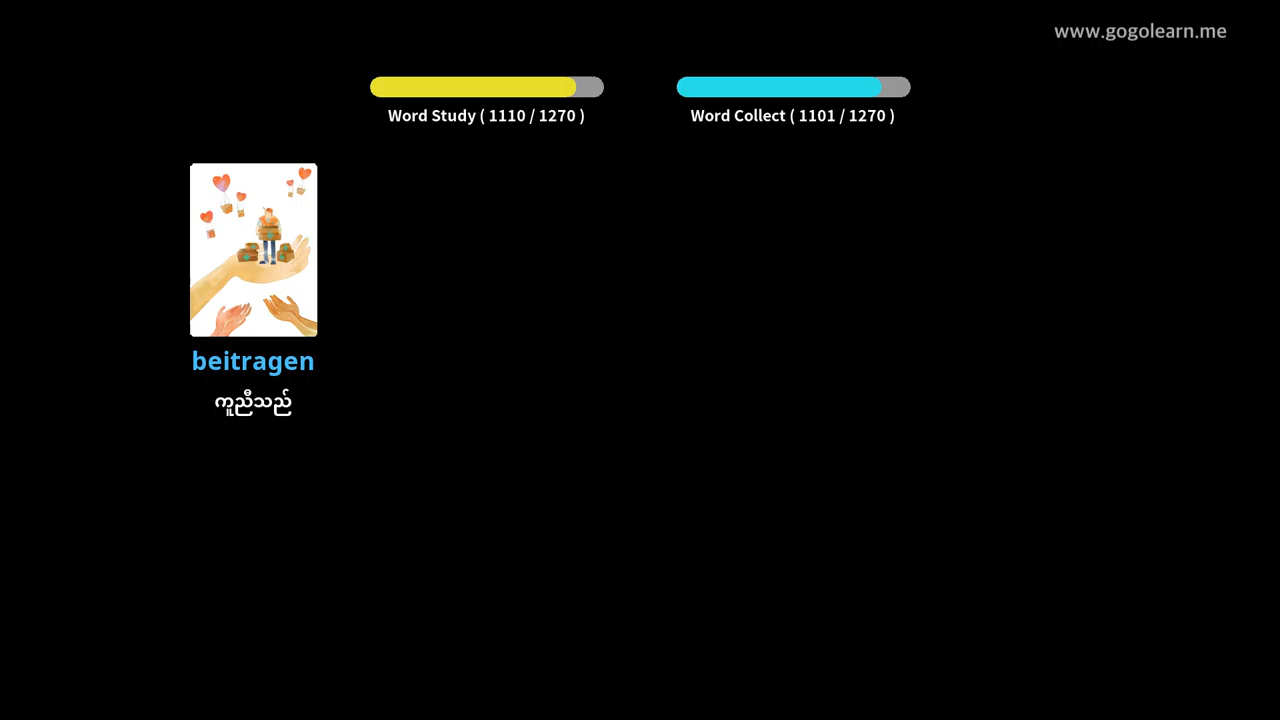 www.gogolearn.me
Word Study ( 1110 / 1270 )
Word Collect ( 1101 / 1270 )
beitragen
ကူညီသည်